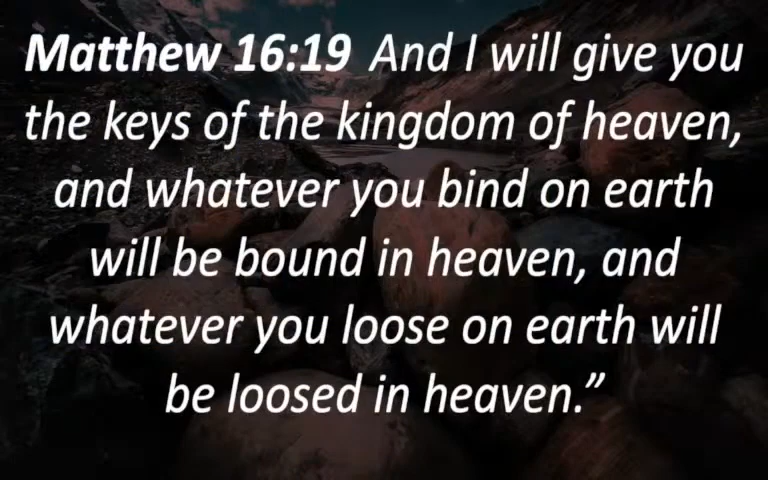 Matthew 16:19 And I will give you
the keys of the kingdom of heaven,
and whatever you bind on earth
will be bound in heaven, and
whatever you loose on earth will
be loosed in heaven.”